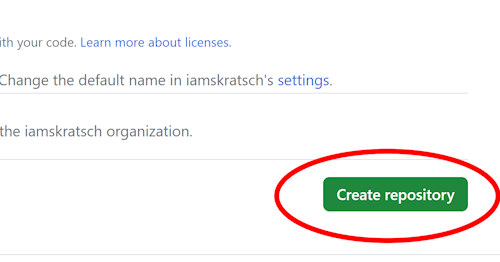 ith your code. Learn more about licenses.
Change the default name in iamskratsch's settings.
the iamskratsch organization.
Create repository